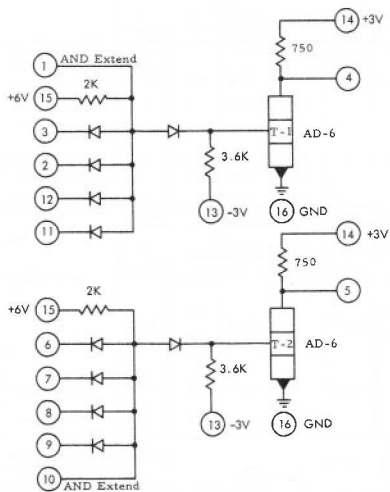 14 +3V
1 AND Extend
750
+6V 15 2K
4
3
T-1 AD-6
2
3.6K
12
13 -3V
16 GND
11
14 +3V
750
+6V 15 2K
5
6
T-2 AD-6
7
3.6K
8
13 -3V
16 GND
9
10 AND Extend